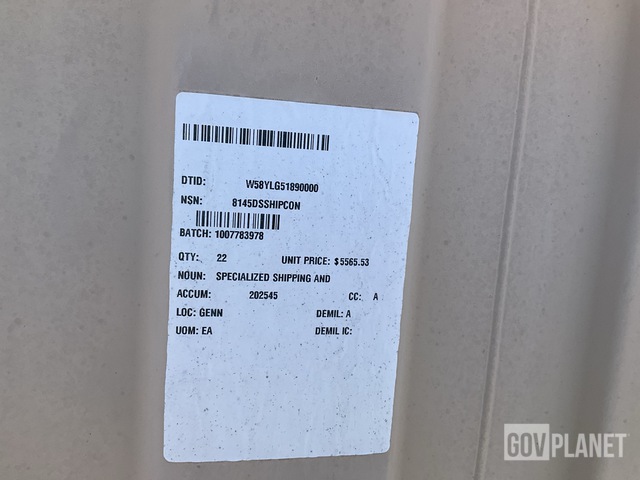 DTID: W58YLG51890000
NSN: 8145DSSHIPCON
BATCH: 1007783978
QTY: 22 UNIT PRICE: $5565.53
NOUN: SPECIALIZED SHIPPING AND
ACCUM: 202545 CC: A
LOC: GENN DEMIL: A
UOM: EA DEMIL IC:
GOVPLANET